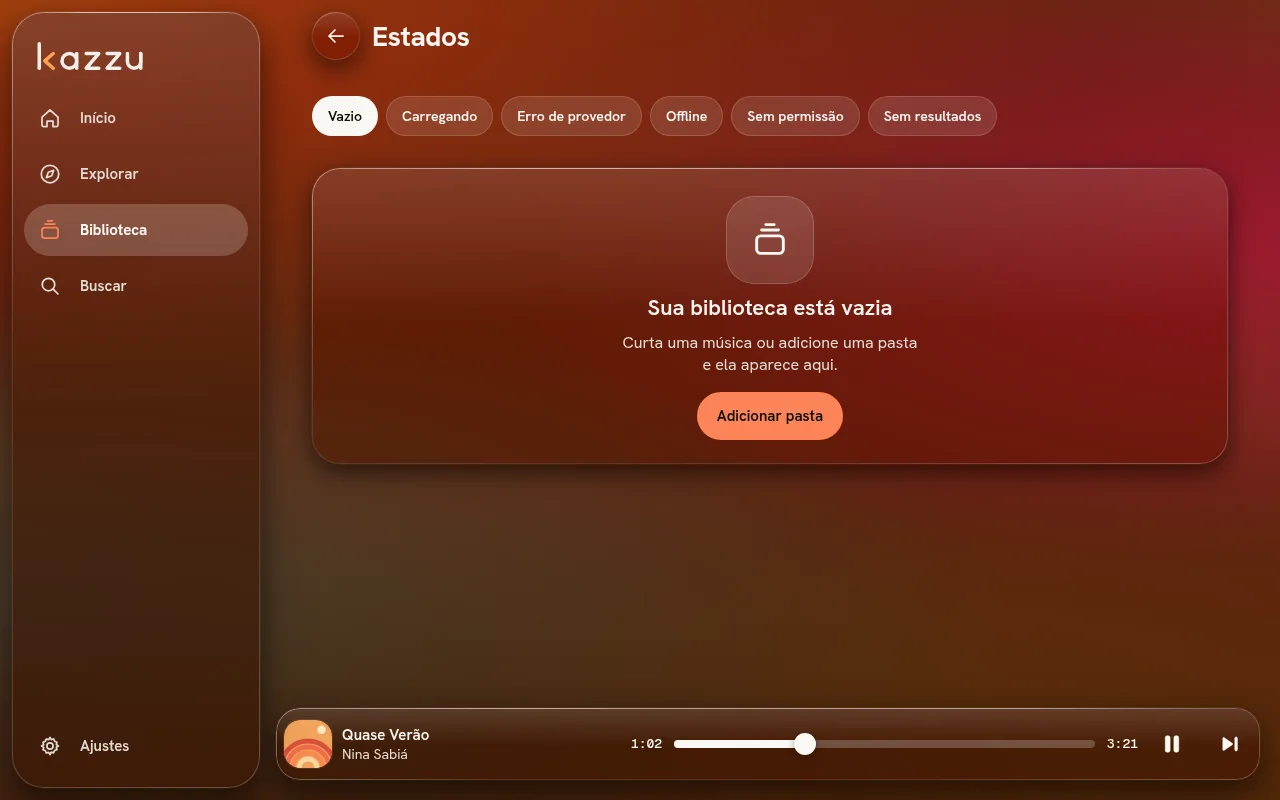 kazzu
Início
Explorar
Biblioteca
Buscar
Ajustes
Estados
Vazio
Carregando
Erro de provedor
Offline
Sem permissão
Sem resultados
Sua biblioteca está vazia
Curta uma música ou adicione uma pasta
e ela aparece aqui.
Adicionar pasta
Quase Verão
Nina Sabiá
1:02
3:21